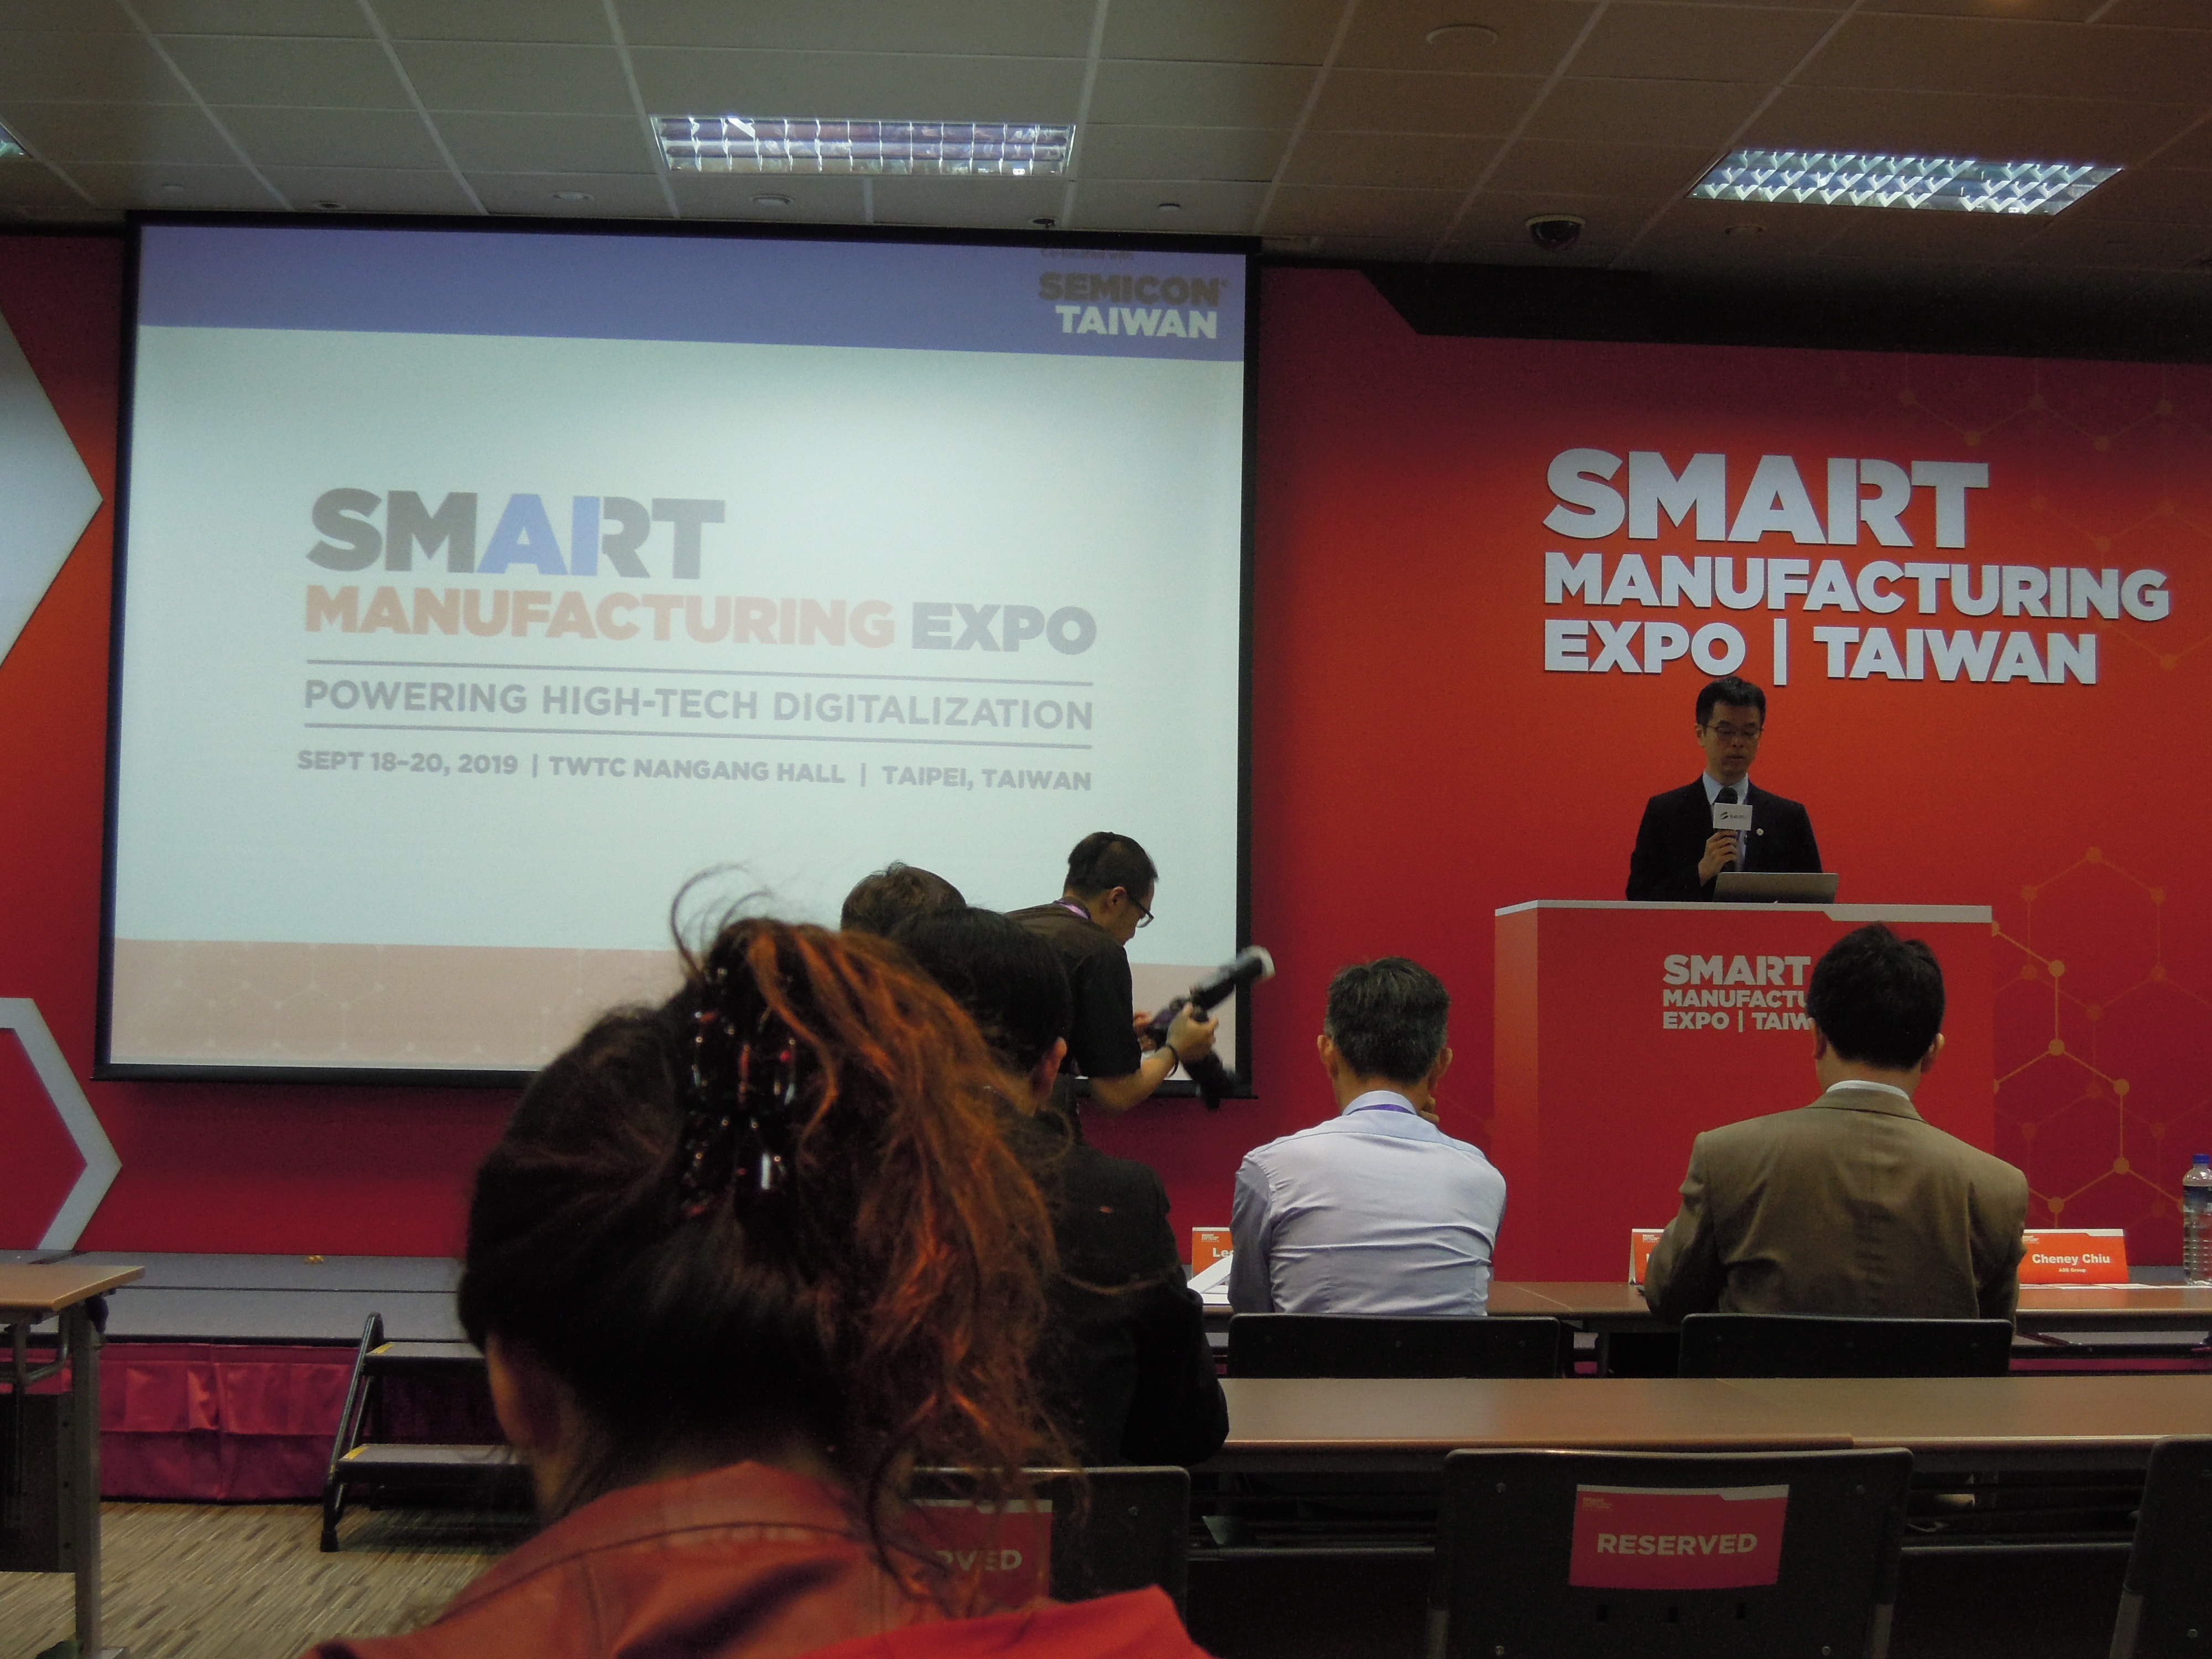 SEMICON
TAIWAN
SMART
MANUFACTURING EXPO
POWERING HIGH-TECH DIGITALIZATION
SEPT 18-20, 2019 | TWTC NANGANG HALL | TAIPEI, TAIWAN
SMART
MANUFACTURING
EXPO | TAIWAN
SMART
MANUFACTU
EXPO | TAIW
Cheney Chiu
RESERVED